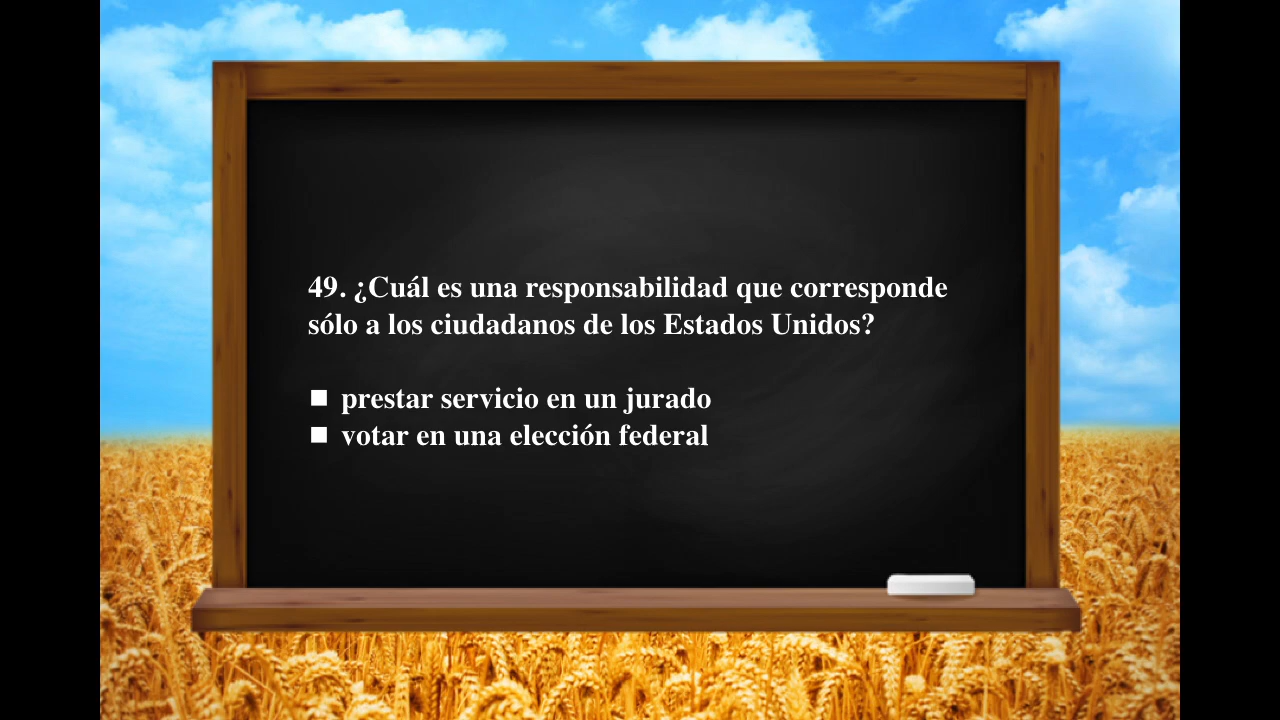 49. ¿Cuál es una responsabilidad que corresponde
sólo a los ciudadanos de los Estados Unidos?
■ prestar servicio en un jurado
■ votar en una elección federal